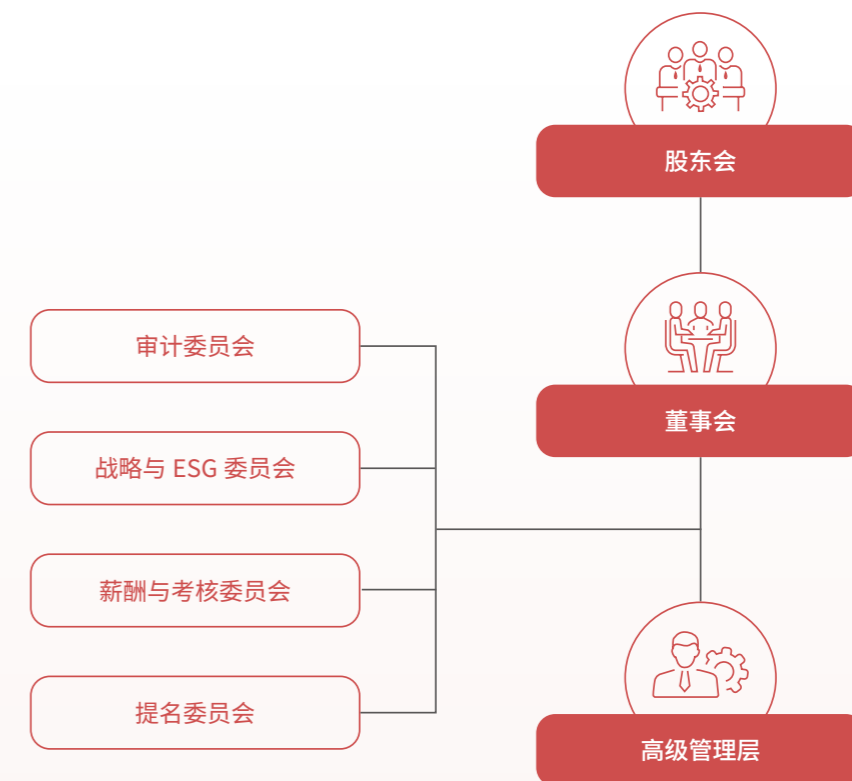 股东会
董事会
审计委员会
战略与 ESG 委员会
薪酬与考核委员会
提名委员会
高级管理层